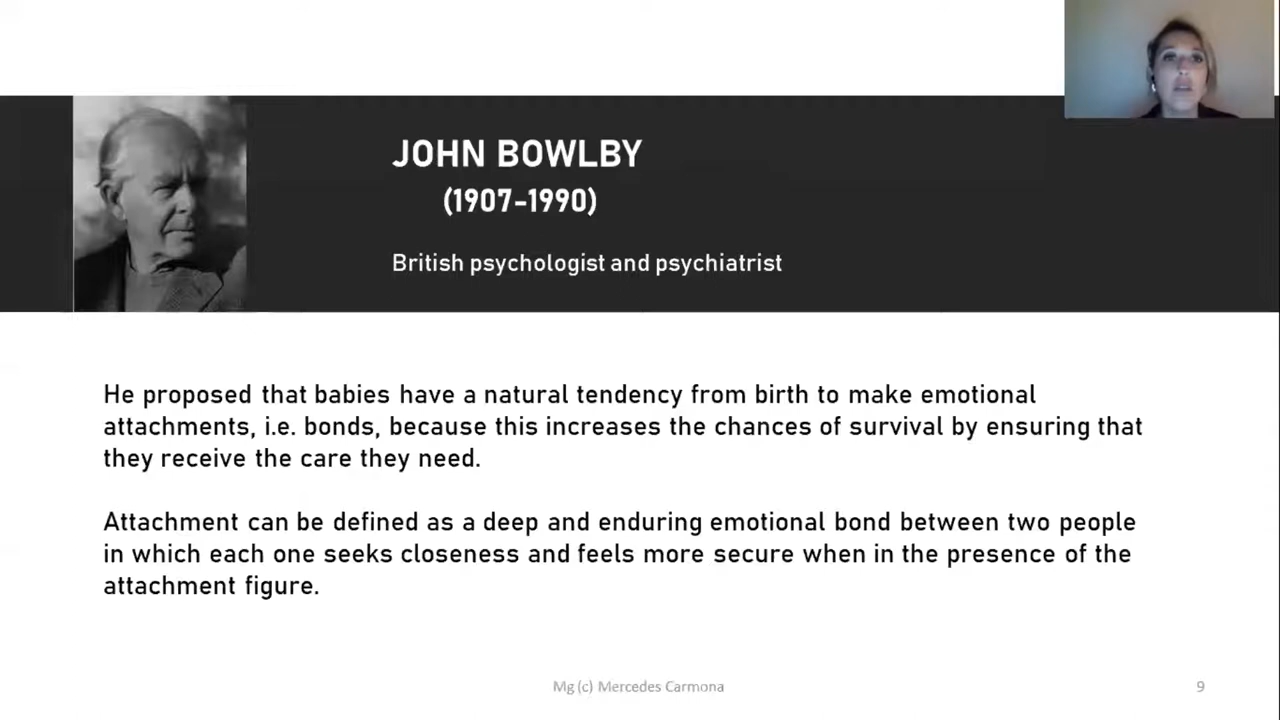 JOHN BOWLBY
(1907-1990)
British psychologist and psychiatrist
He proposed that babies have a natural tendency from birth to make emotional
attachments, i.e. bonds, because this increases the chances of survival by ensuring that
they receive the care they need.
Attachment can be defined as a deep and enduring emotional bond between two people
in which each one seeks closeness and feels more secure when in the presence of the
attachment figure.
Mg (c) Mercedes Carmona
9